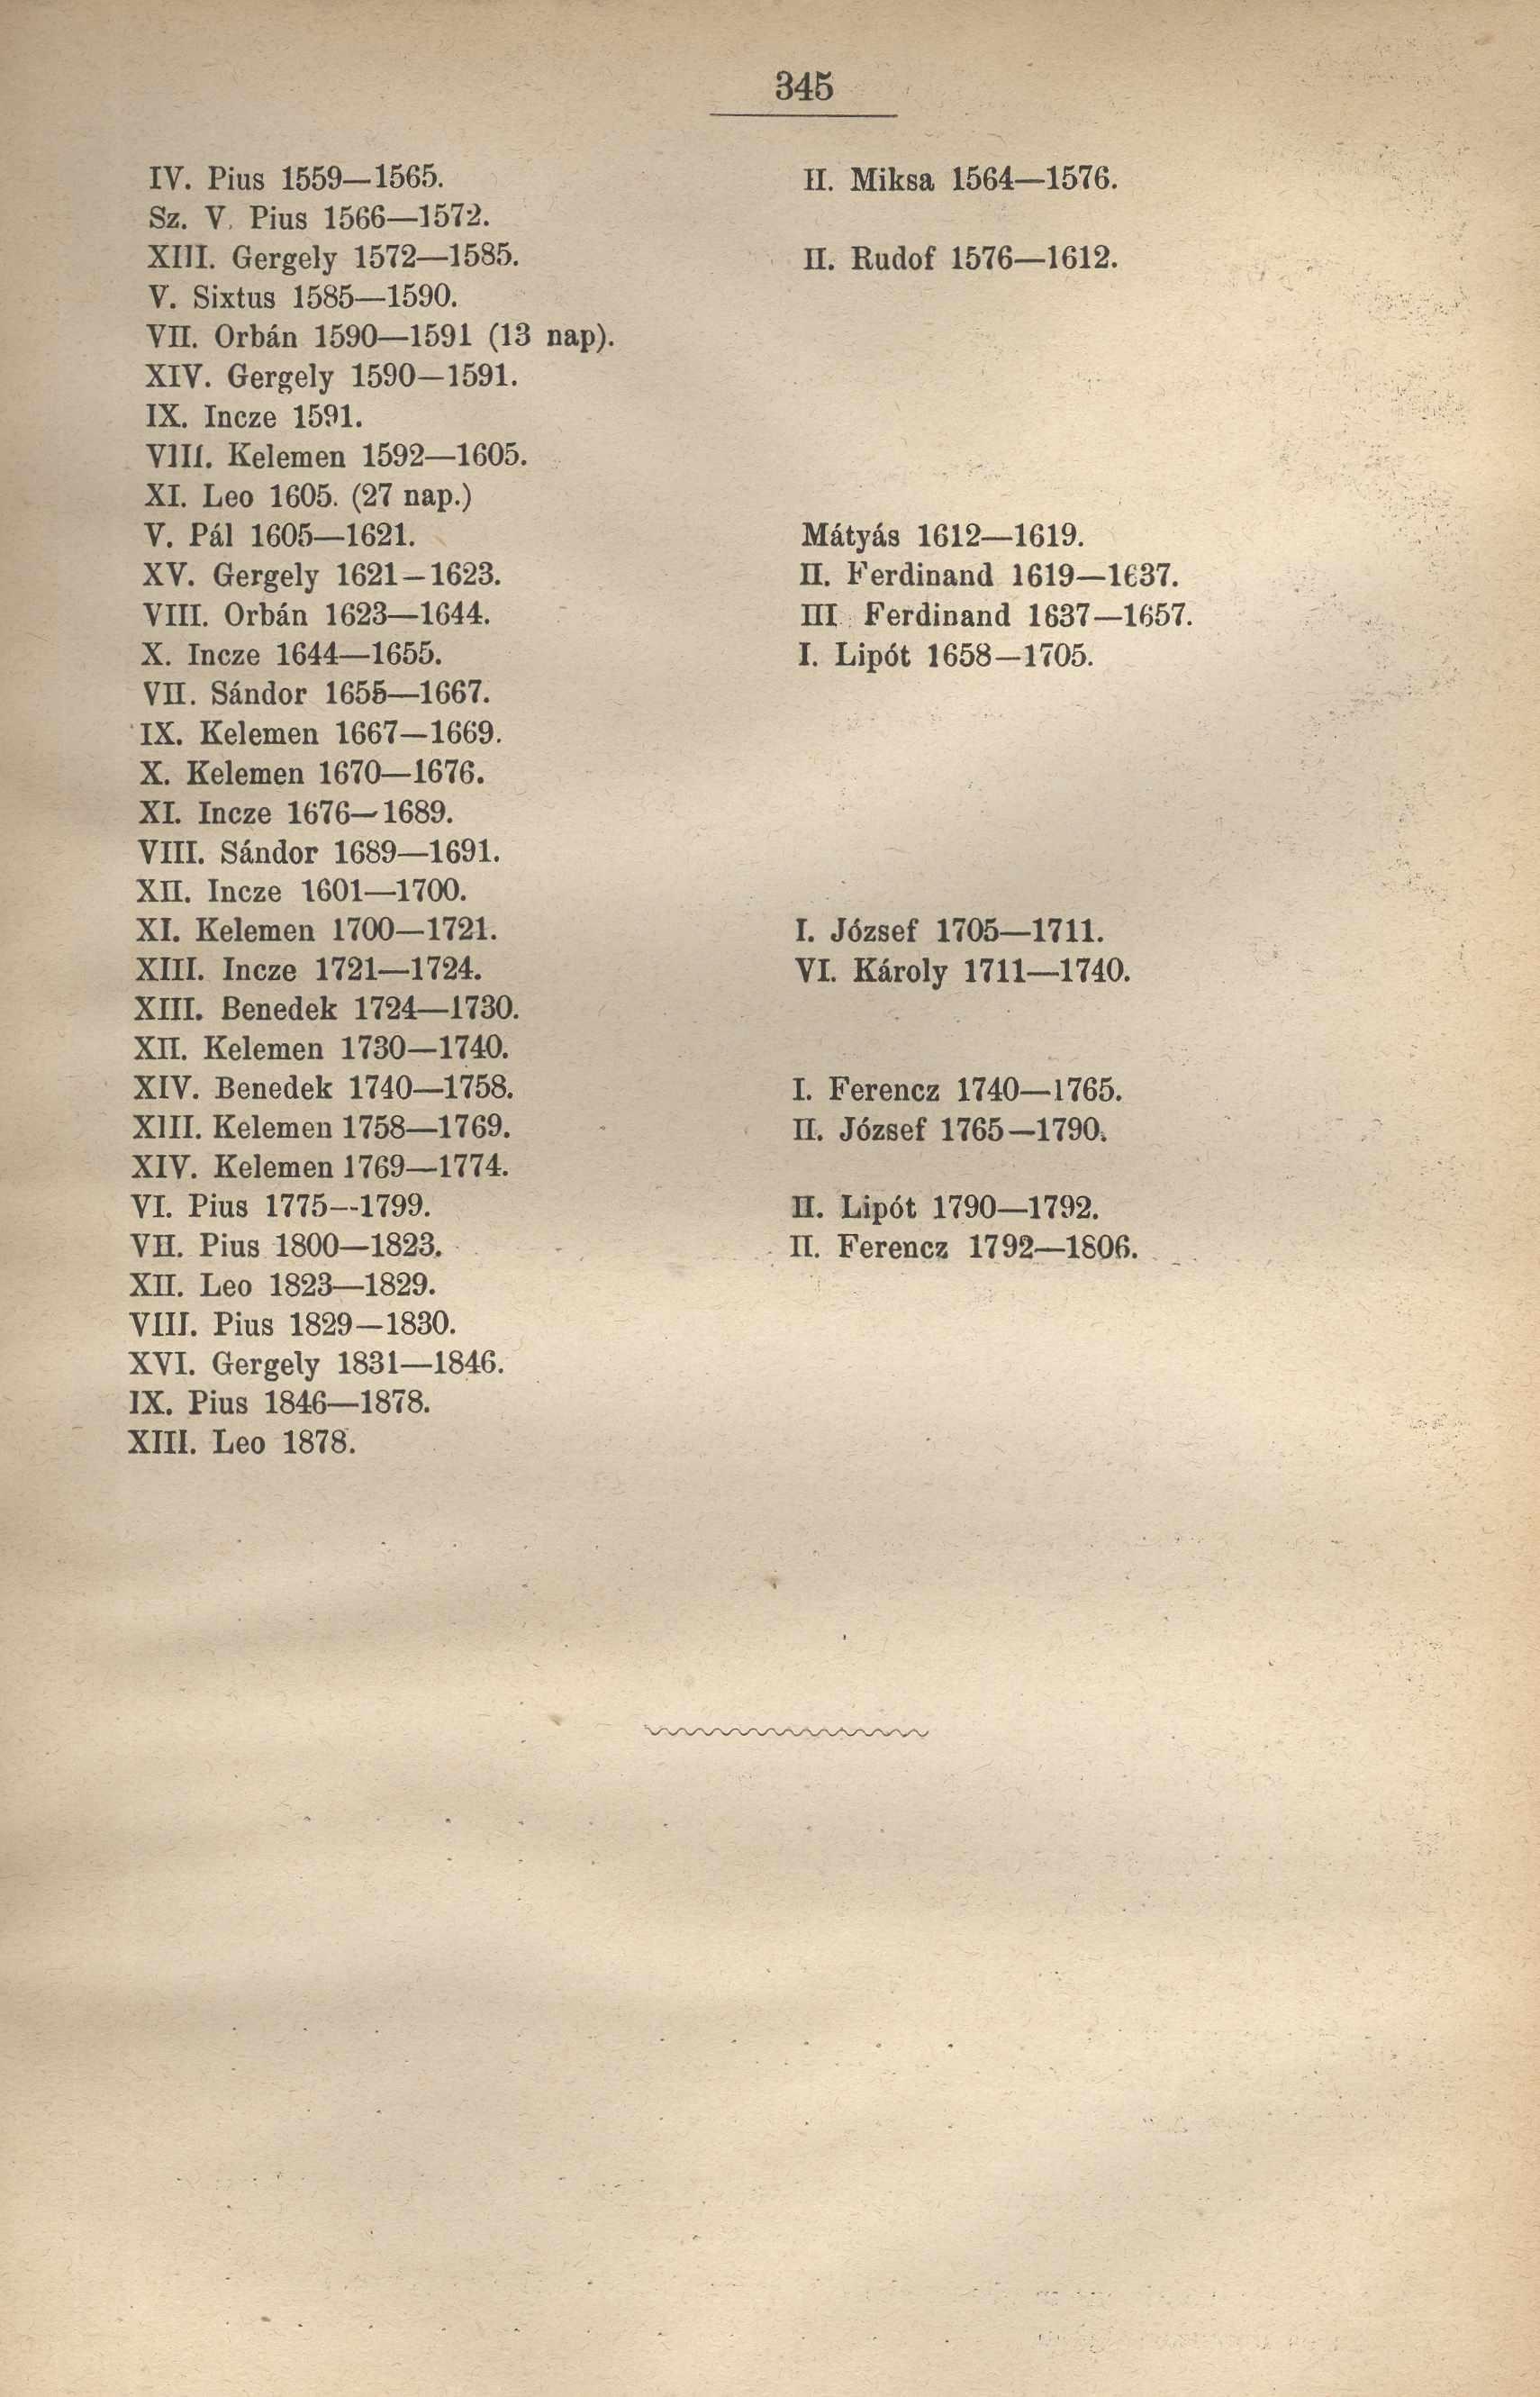 345
IV. Pius 1559—1565.
Sz. V. Pius 1566—1572.
XIII. Gergely 1572—1585.
V. Sixtus 1585—1590.
VII. Orbán 1590—1591 (13 nap).
XIV. Gergely 1590—1591.
IX. Incze 1591.
VIII. Kelemen 1592—1605.
XI. Leo 1605. (27 nap.)
V. Pál 1605—1621.
XV. Gergely 1621—1623.
VIII. Orbán 1623—1644.
X. Incze 1644—1655.
VII. Sándor 1655—1667.
IX. Kelemen 1667—1669.
X. Kelemen 1670—1676.
XI. Incze 1676—1689.
VIII. Sándor 1689—1691.
XII. Incze 1601—1700.
XI. Kelemen 1700—1721.
XIII. Incze 1721—1724.
XIII. Benedek 1724—1730.
XII. Kelemen 1730—1740.
XIV. Benedek 1740—1758.
XIII. Kelemen 1758—1769.
XIV. Kelemen 1769—1774.
VI. Pius 1775—1799.
VII. Pius 1800—1823.
XII. Leo 1823—1829.
VIII. Pius 1829—1830.
XVI. Gergely 1831—1846.
IX. Pius 1846—1878.
XIII. Leo 1878.
II. Miksa 1564—1576.
II. Rudof 1576—1612.
Mátyás 1612—1619.
II. Ferdinand 1619—1637.
III. Ferdinand 1637—1657.
I. Lipót 1658—1705.
I. József 1705—1711.
VI. Károly 1711—1740.
I. Ferencz 1740—1765.
II. József 1765—1790.
II. Lipót 1790—1792.
II. Ferencz 1792—1806.